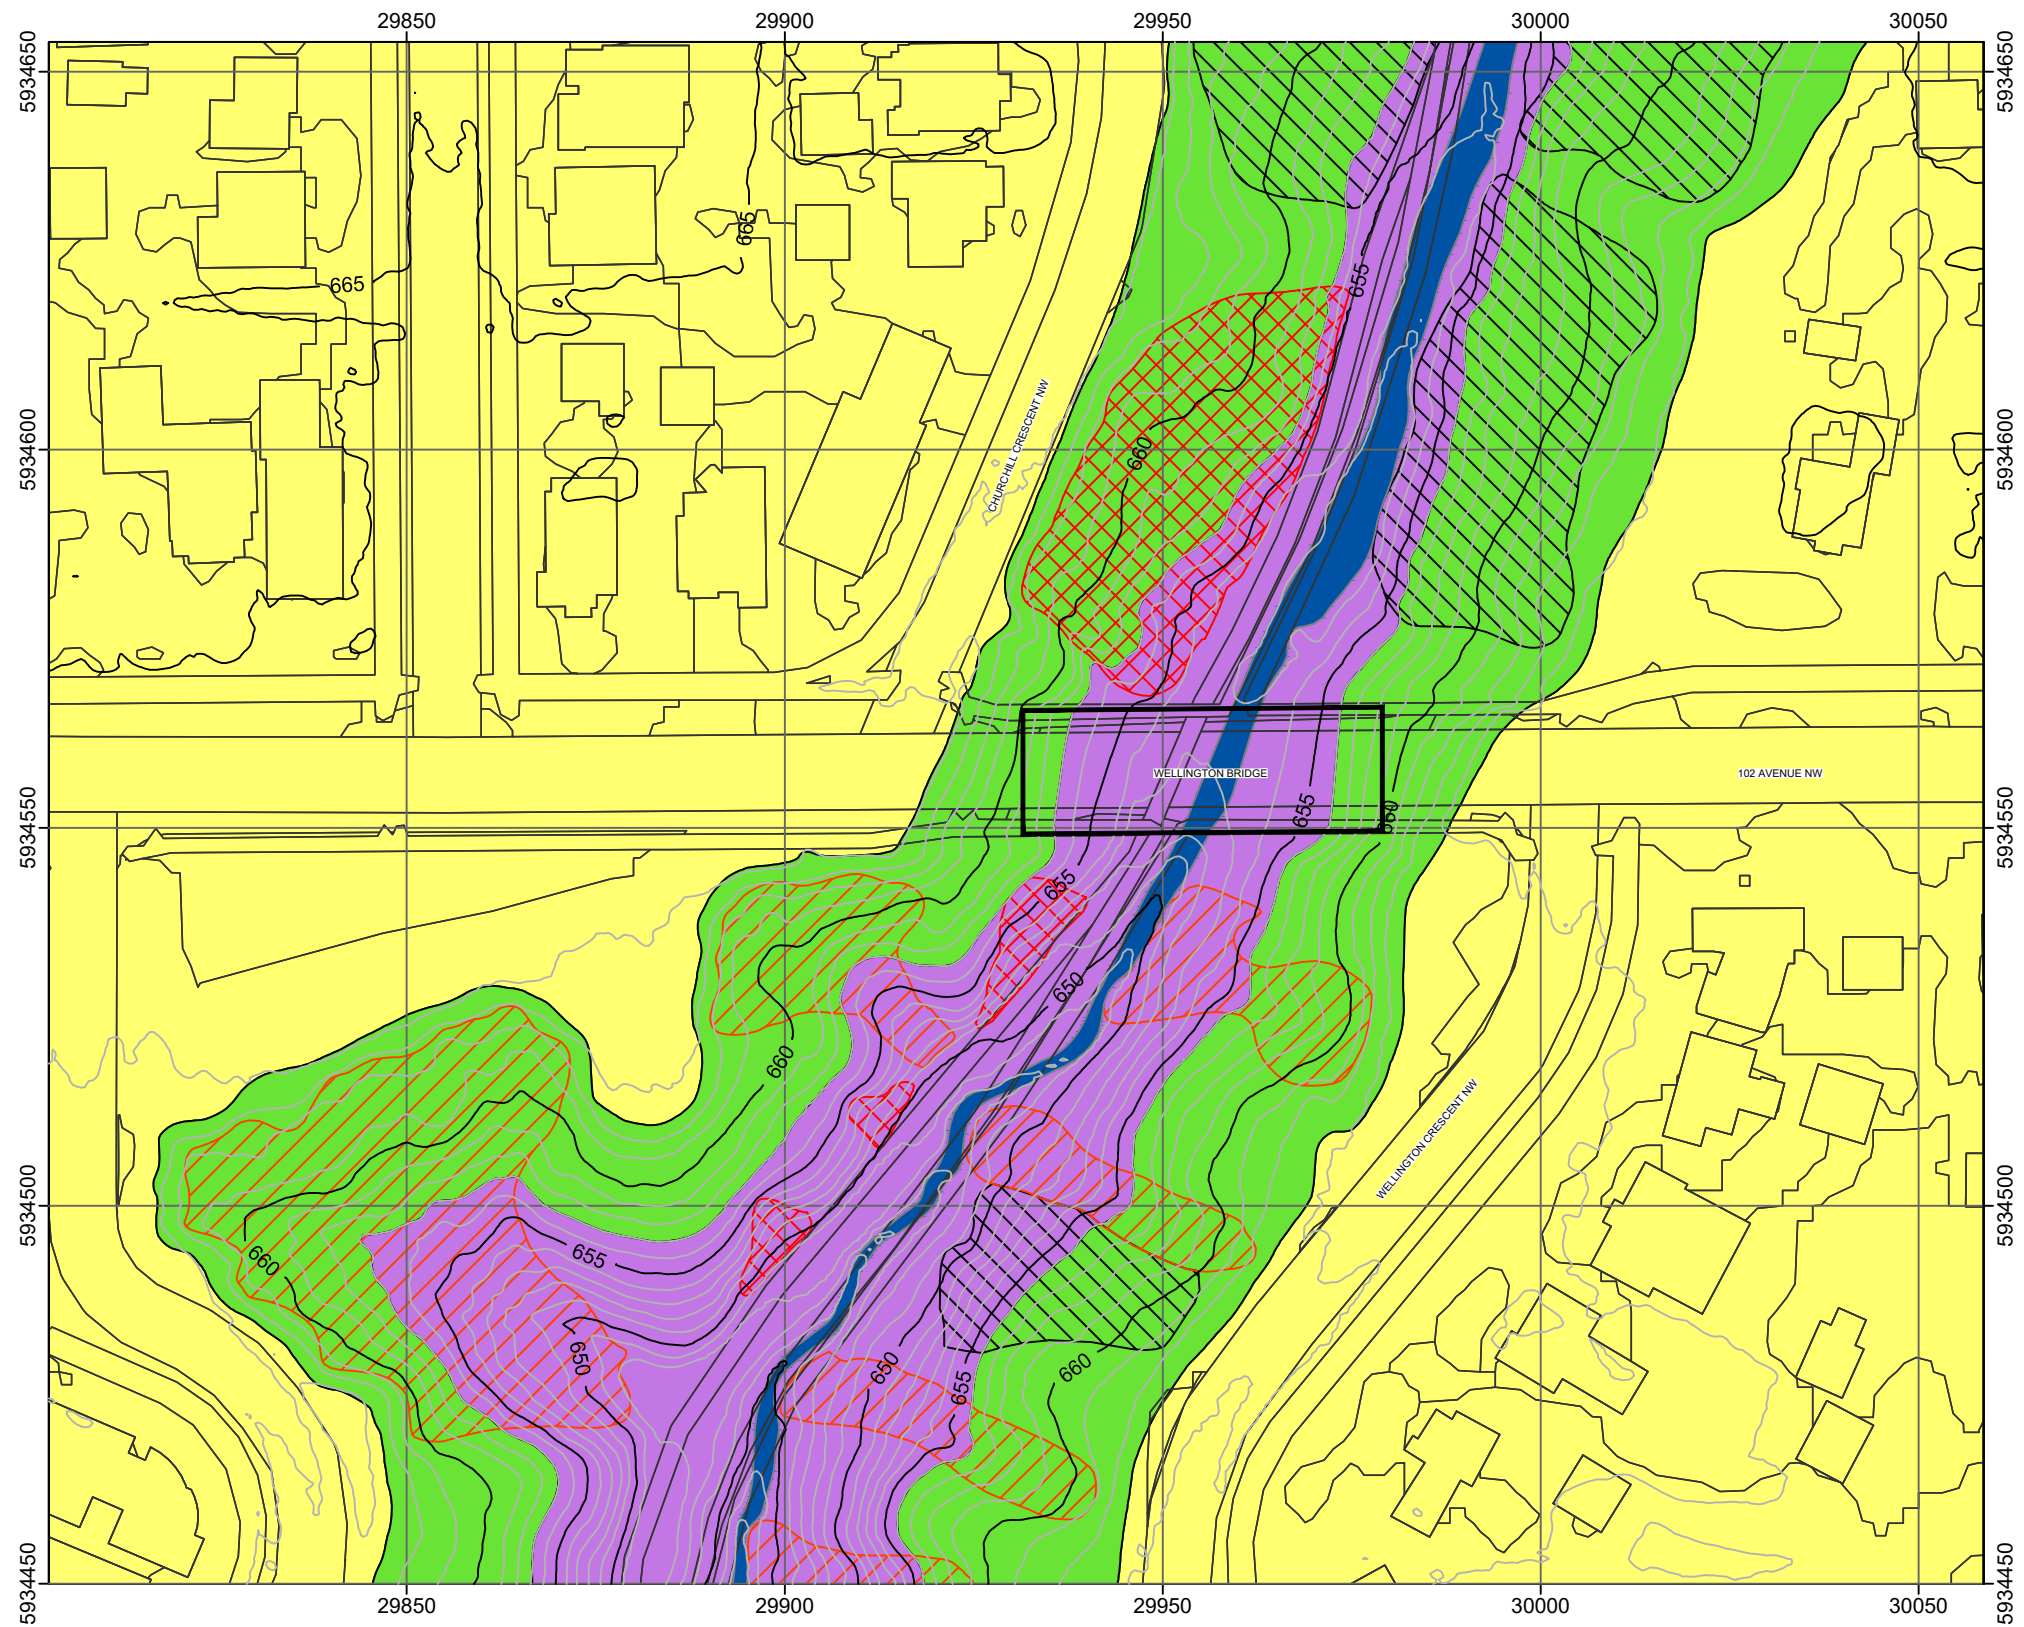 29850 29900 29950 30000 30050
5934650 5934650
665
665
655
CHURCHILL CRESCENT NW
5934600 660 5934600
WELLINGTON BRIDGE 102 AVENUE NW
5934550 655 660 5934550
655
650
660
WELLINGTON CRESCENT NW
5934500 5934500
660 655
650 650 655 660
5934450 5934450
29850 29900 29950 30000 30050